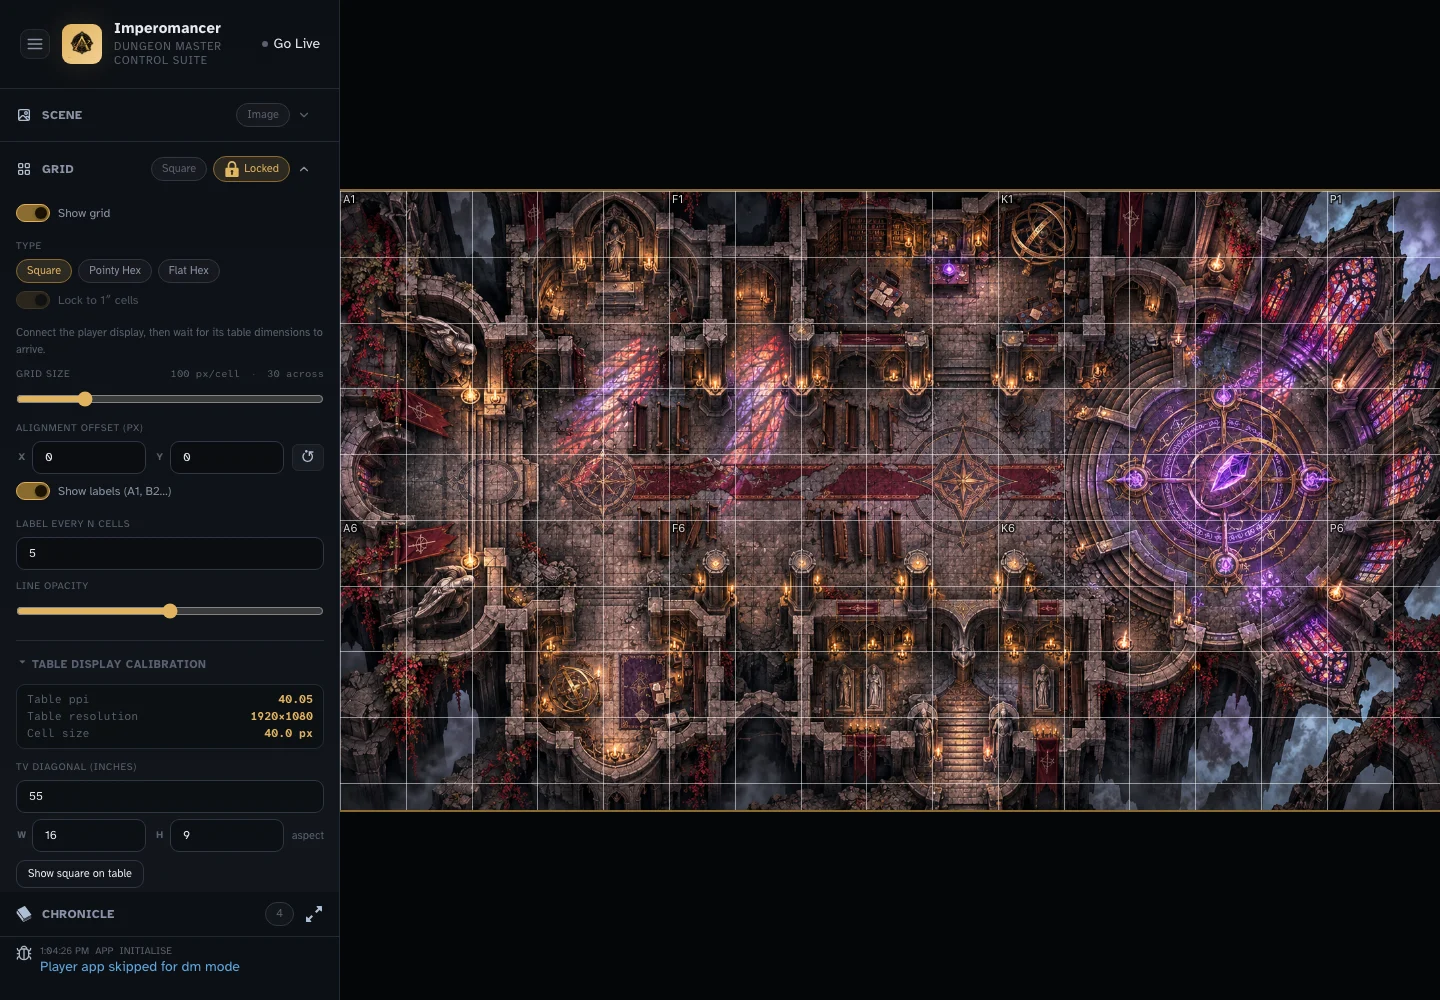 Imperomancer
DUNGEON MASTER
CONTROL SUITE
Go Live
SCENE
Image
GRID
Square
Locked
Show grid
TYPE
Square
Pointy Hex
Flat Hex
Lock to 1″ cells
Connect the player display, then wait for its table dimensions to
arrive.
GRID SIZE
100 px/cell · 30 across
ALIGNMENT OFFSET (PX)
X
0
Y
0
Show labels (A1, B2…)
LABEL EVERY N CELLS
5
LINE OPACITY
TABLE DISPLAY CALIBRATION
Table ppi
40.05
Table resolution
1920×1080
Cell size
40.0 px
TV DIAGONAL (INCHES)
55
W
16
H
9
aspect
Show square on table
CHRONICLE
4
1:04:26 PM APP INITIALISE
Player app skipped for dm mode
A1
F1
K1
P1
A6
F6
K6
P6